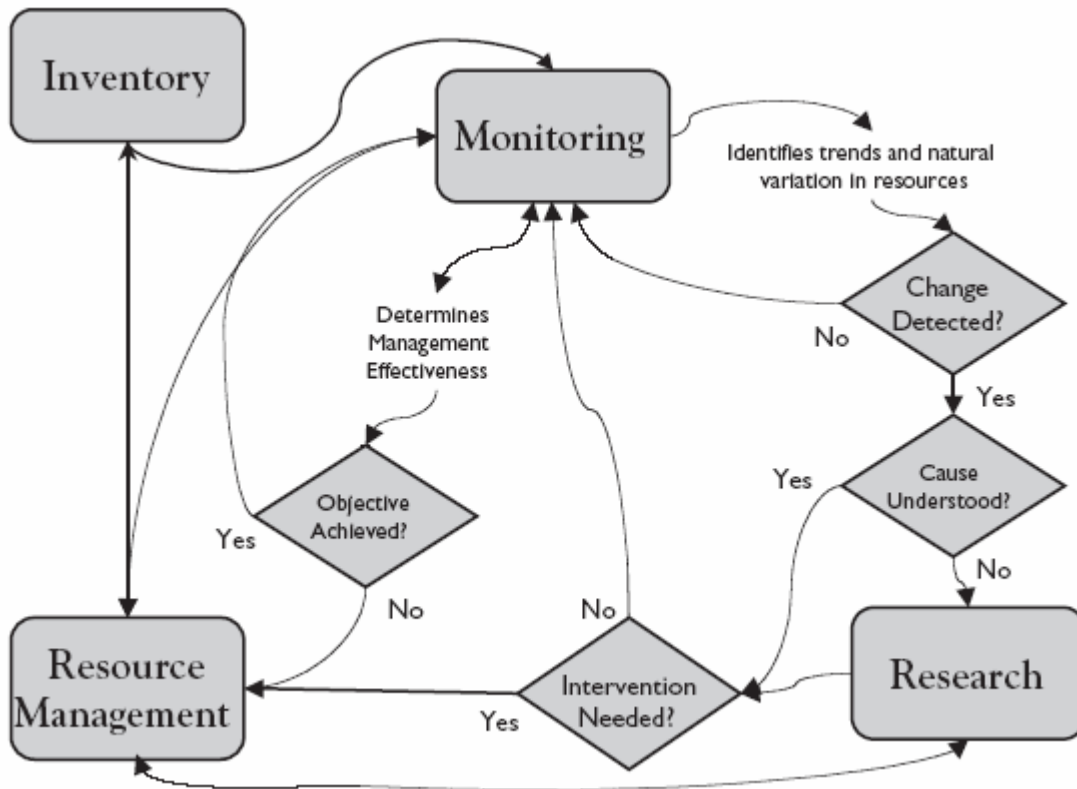 Inventory
Monitoring
Identifies trends and natural
variation in resources
Change
Detected?
No
Yes
Determines
Management
Effectiveness
Cause
Understood?
Yes
No
Objective
Achieved?
Yes
No
No
Intervention
Needed?
Yes
Research
Resource
Management